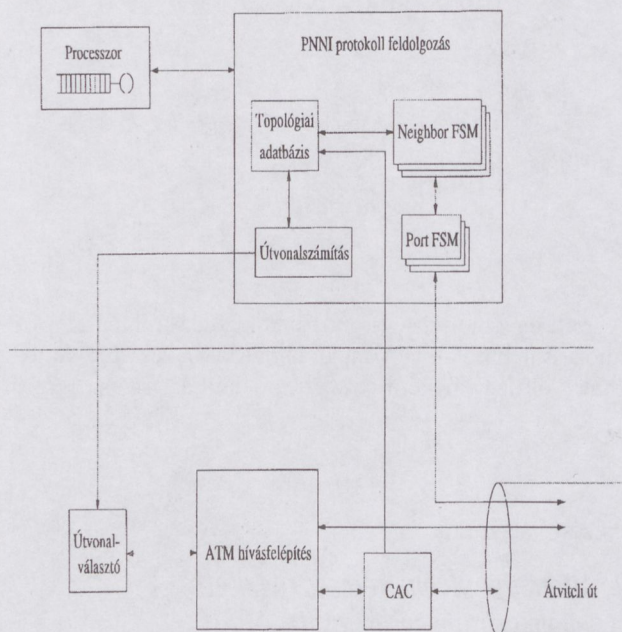 PNNI protokoll feldolgozás
Processzor
Topológiai
adatbázis
Neighbor FSM
Port FSM
Útvonalszámítás
Útvonal-
választó
ATM hívásfelépítés
CAC
Átviteli út